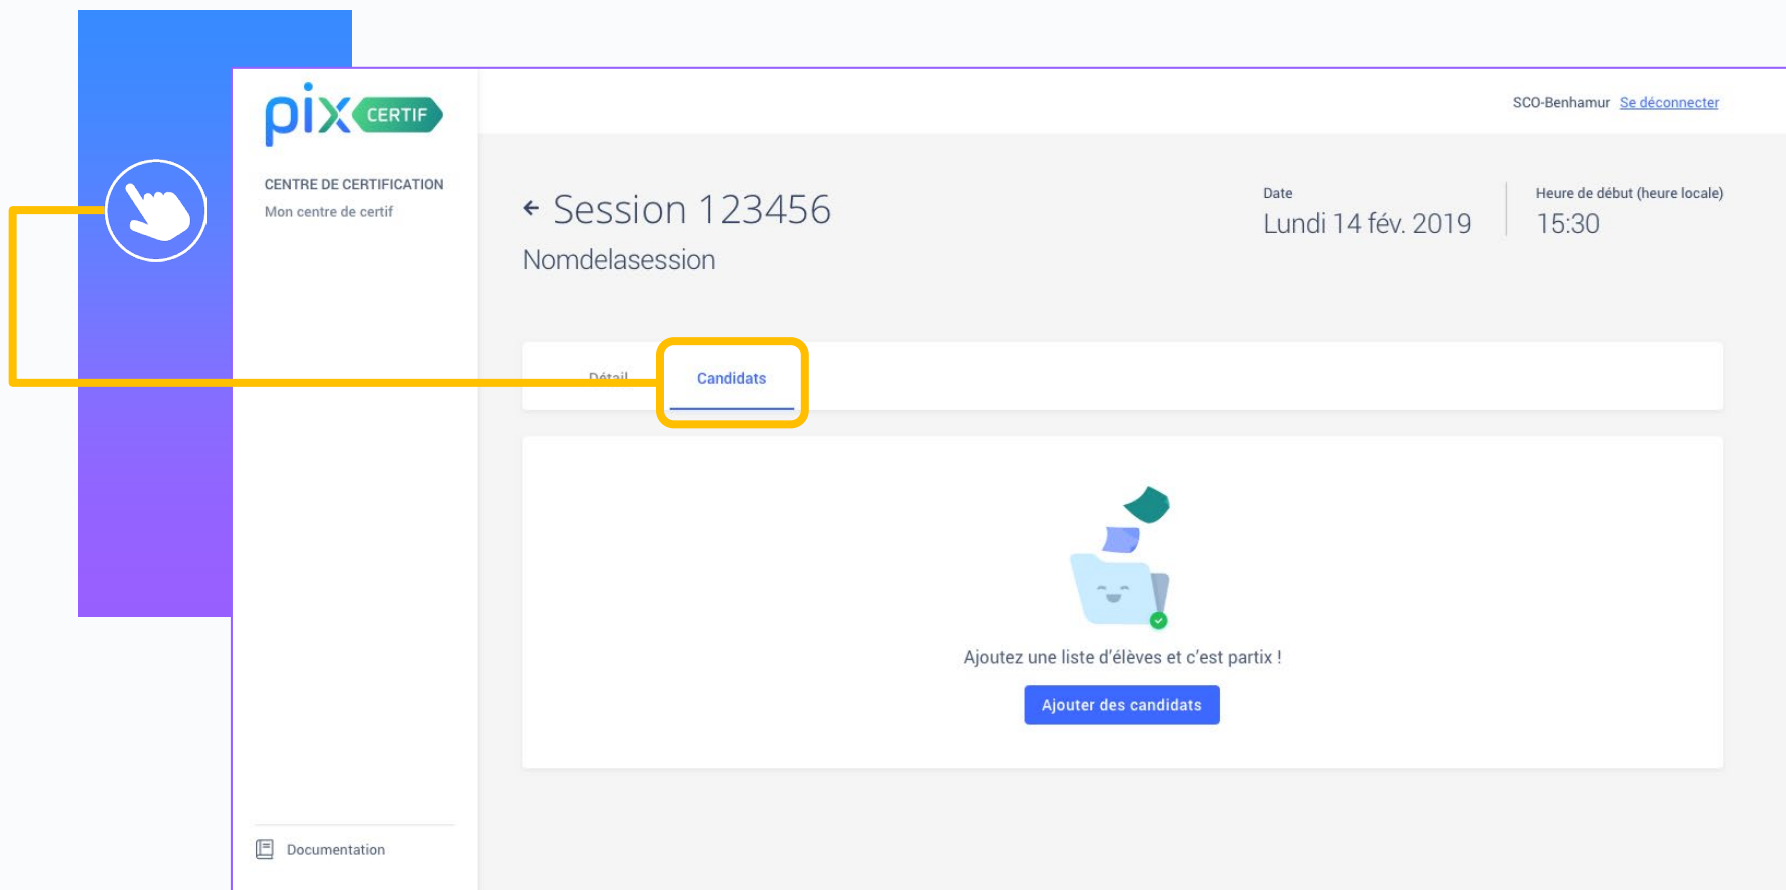 pix CERTIF
SCO-Benhamur Se déconnecter
CENTRE DE CERTIFICATION
Mon centre de certif
← Session 123456
Nomdelasession
Date
Lundi 14 fév. 2019
Heure de début (heure locale)
15:30
Détail Candidats
Ajoutez une liste d’élèves et c’est partix !
Ajouter des candidats
Documentation